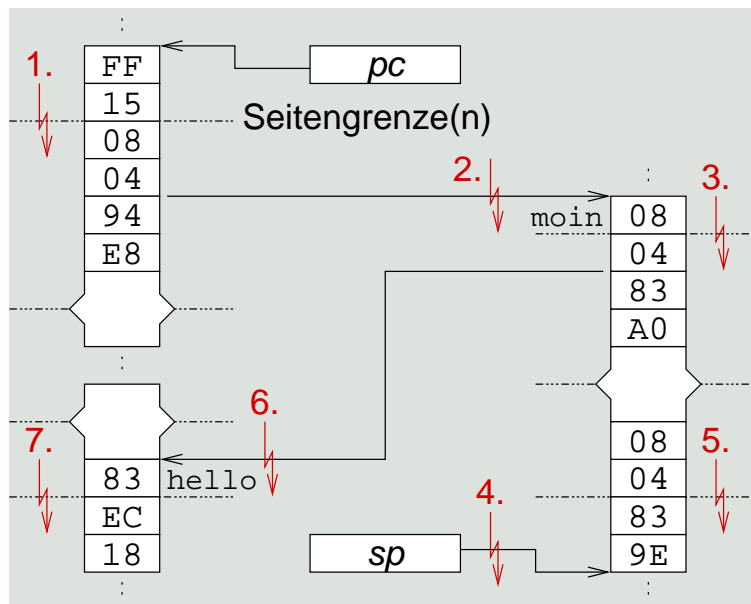 1.
FF
pc
15
Seitengrenze(n)
08
04
2.
3.
94
moin
08
E8
04
83
A0
6.
08
7.
83
hello
04
5.
EC
4.
83
18
sp
9E